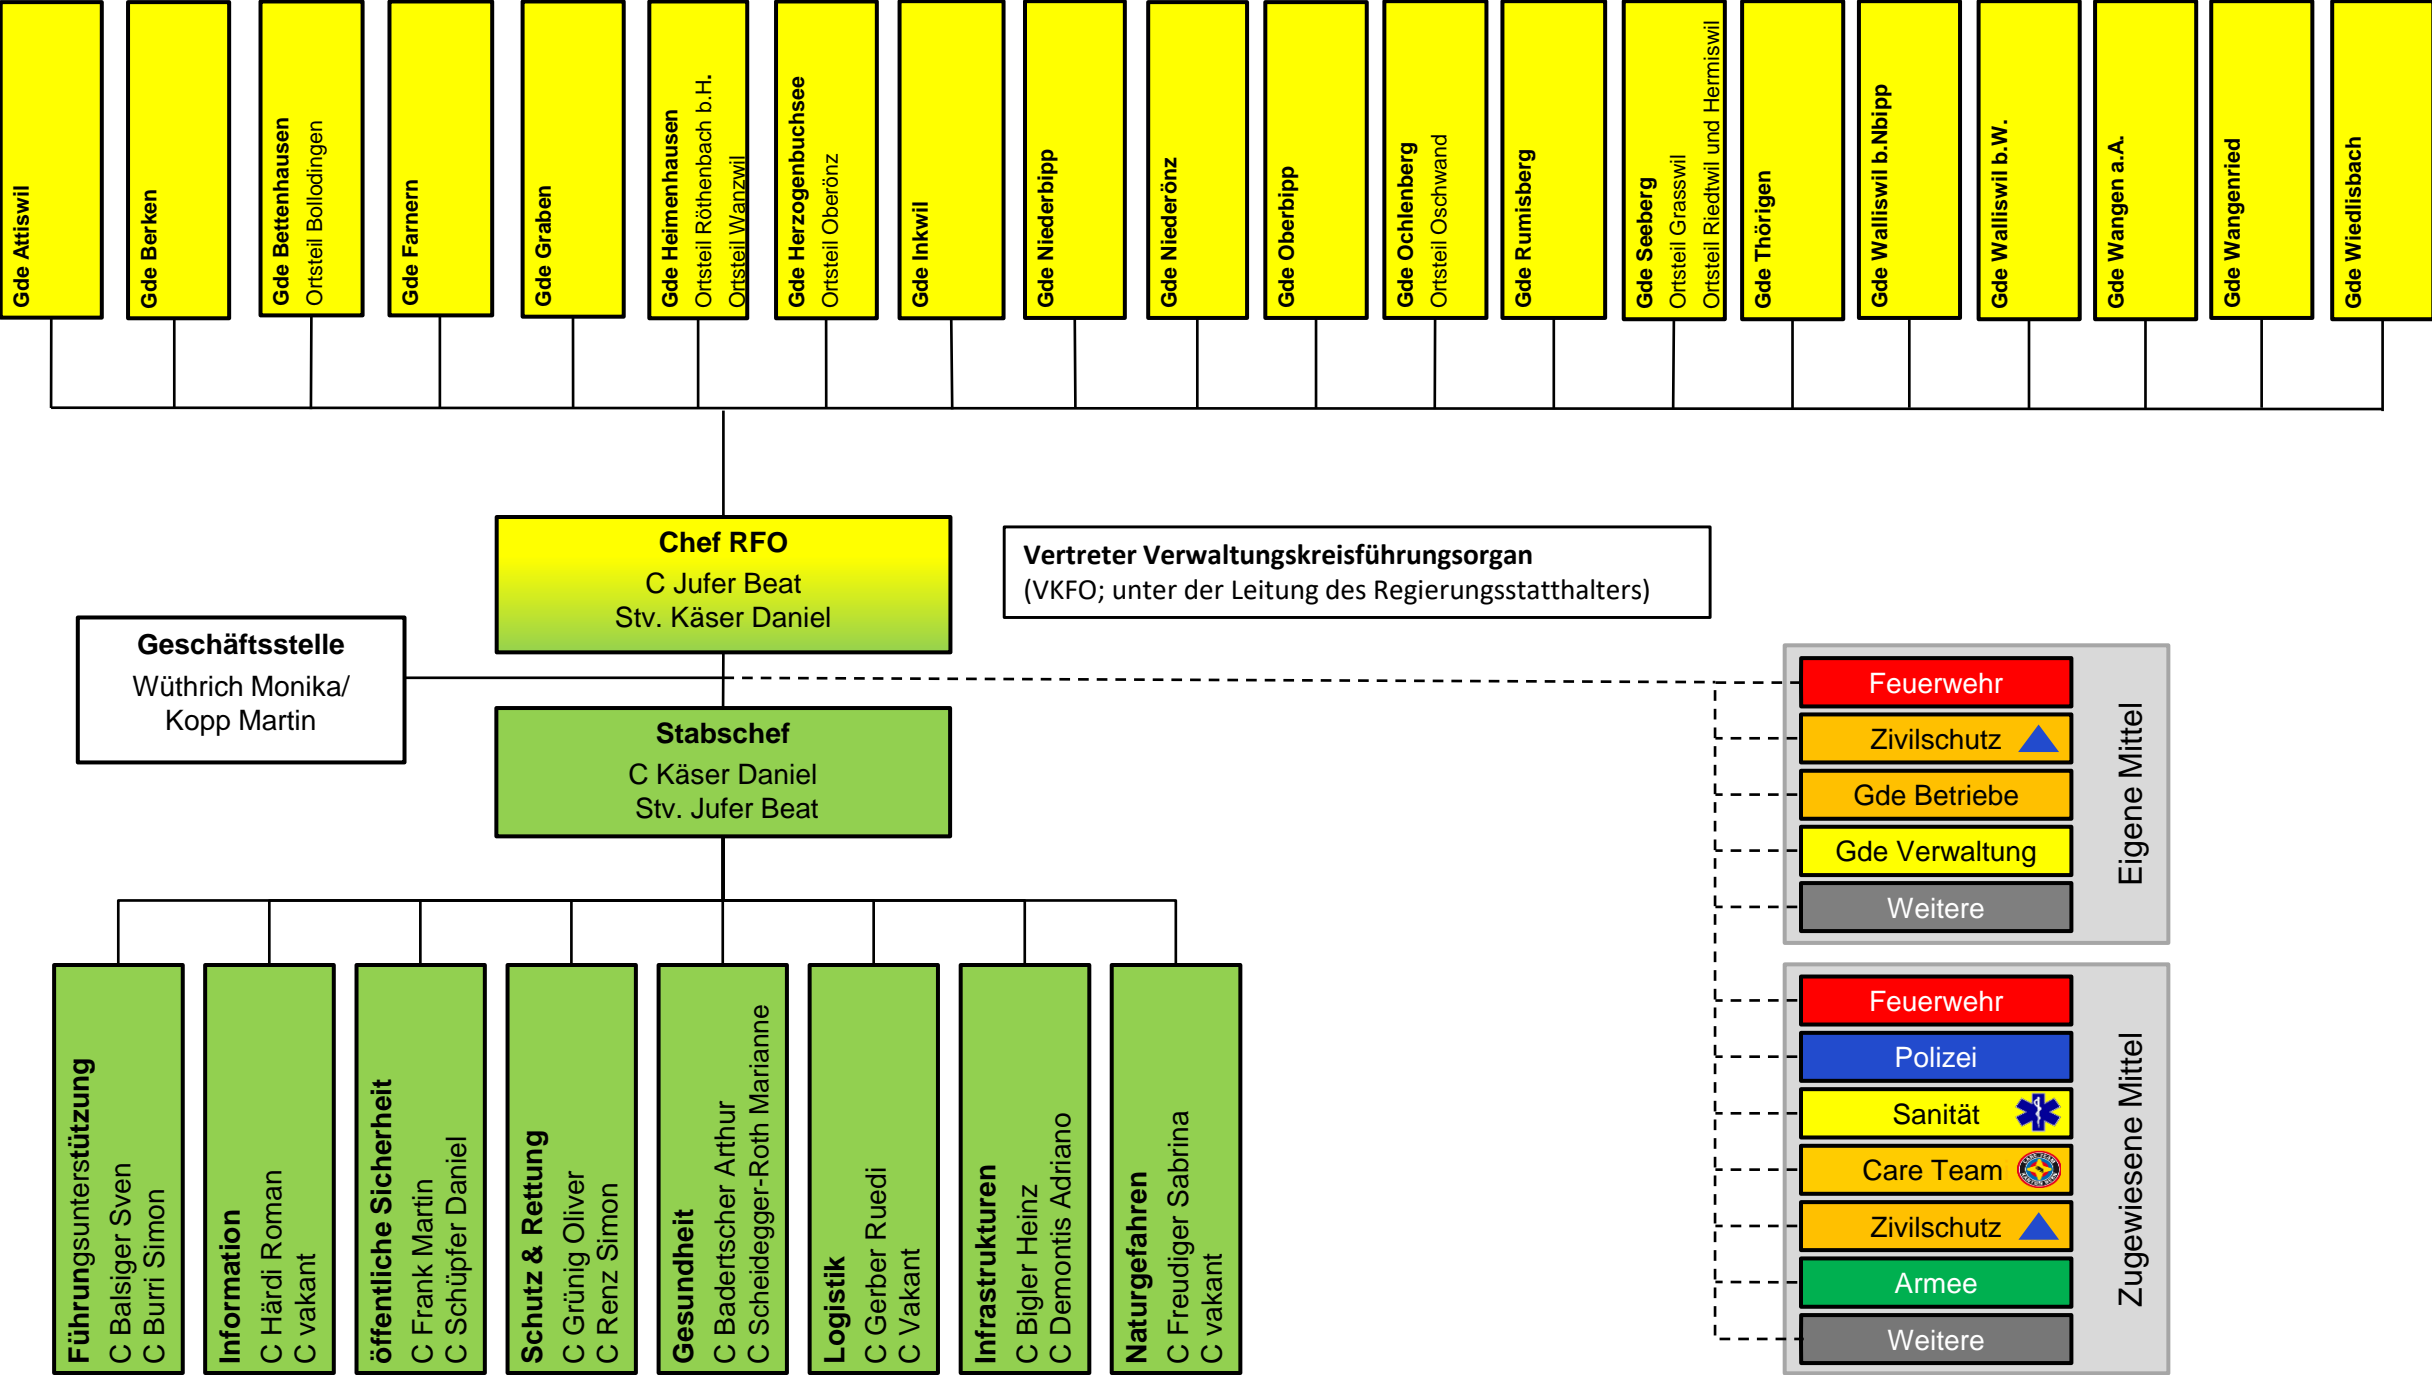 Gde Attiswil
Gde Berken
Gde Bettenhausen
Ortsteil Bollodingen
Gde Farnern
Gde Graben
Gde Heimenhausen
Ortsteil Röthenbach b.H.
Ortsteil Wanzwil
Gde Herzogenbuchsee
Ortsteil Oberönz
Gde Inkwil
Gde Niederbipp
Gde Niederönz
Gde Oberbipp
Gde Ochlenberg
Ortsteil Oschwand
Gde Rumisberg
Gde Seeberg
Ortsteil Grasswil
Ortsteil Riedtwil und Hermiswil
Gde Thörigen
Gde Walliswil b.Nbipp
Gde Walliswil b.W.
Gde Wangen a.A.
Gde Wangenried
Gde Wiedlisbach
Chef RFO
C Jufer Beat
Stv. Käser Daniel
Vertreter Verwaltungskreisführungsorgan
(VKFO; unter der Leitung des Regierungsstatthalters)
Geschäftsstelle
Wüthrich Monika/
Kopp Martin
Stabschef
C Käser Daniel
Stv. Jufer Beat
Führungsunterstützung
C Balsiger Sven
C Burri Simon
Information
C Härdi Roman
C vakant
öffentliche Sicherheit
C Frank Martin
C Schüpfer Daniel
Schutz & Rettung
C Grünig Oliver
C Renz Simon
Gesundheit
C Badertscher Arthur
C Scheidegger-Roth Marianne
Logistik
C Gerber Ruedi
C Vakant
Infrastrukturen
C Bigler Heinz
C Demontis Adriano
Naturgefahren
C Freudiger Sabrina
C vakant
Feuerwehr
Zivilschutz
Gde Betriebe
Gde Verwaltung
Weitere
Eigene Mittel
Feuerwehr
Polizei
Sanität
Care Team
CARE TEAM
KANTON BERN
Zivilschutz
Armee
Weitere
Zugewiesene Mittel